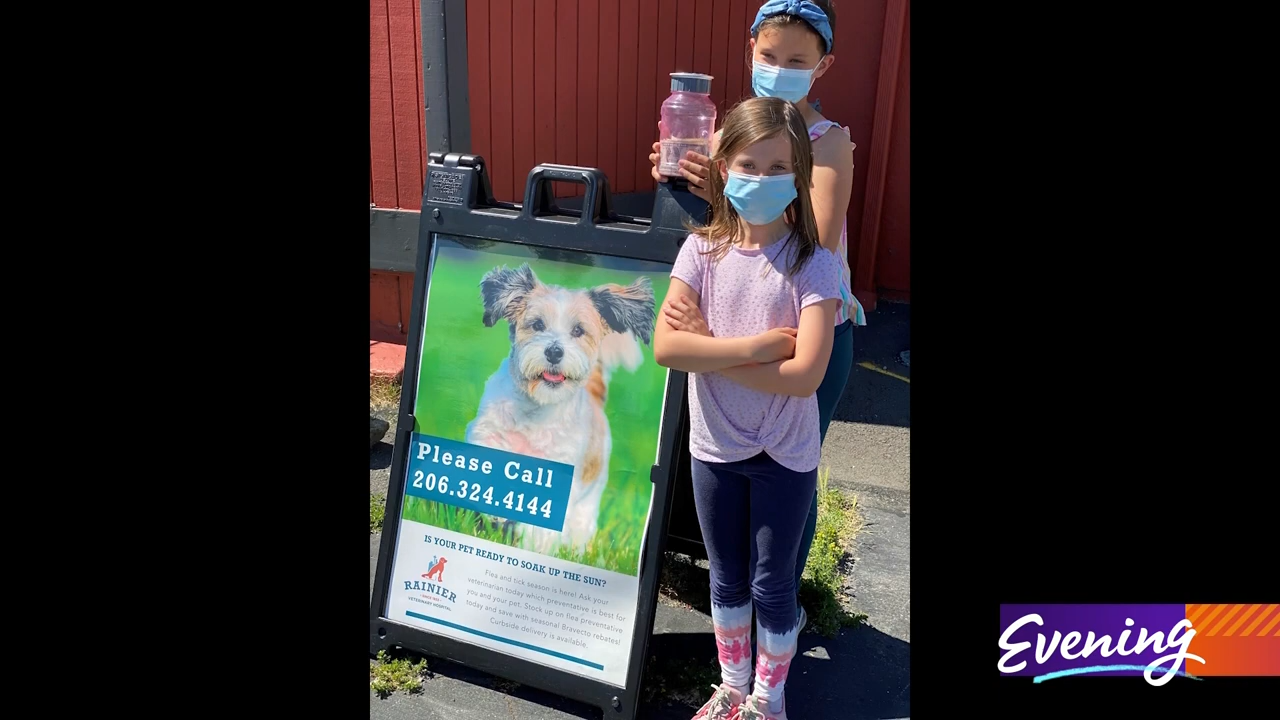 Please Call
206.324.4144
IS YOUR PET READY TO SOAK UP THE SUN?
RAINIER
VETERINARY HOSPITAL
Flea and tick season is here! Ask your
veterinarian today which preventative is best for
you and your pet. Stock up on flea preventative
today and save with seasonal Bravecto rebates!
Curbside delivery is available.
Evening